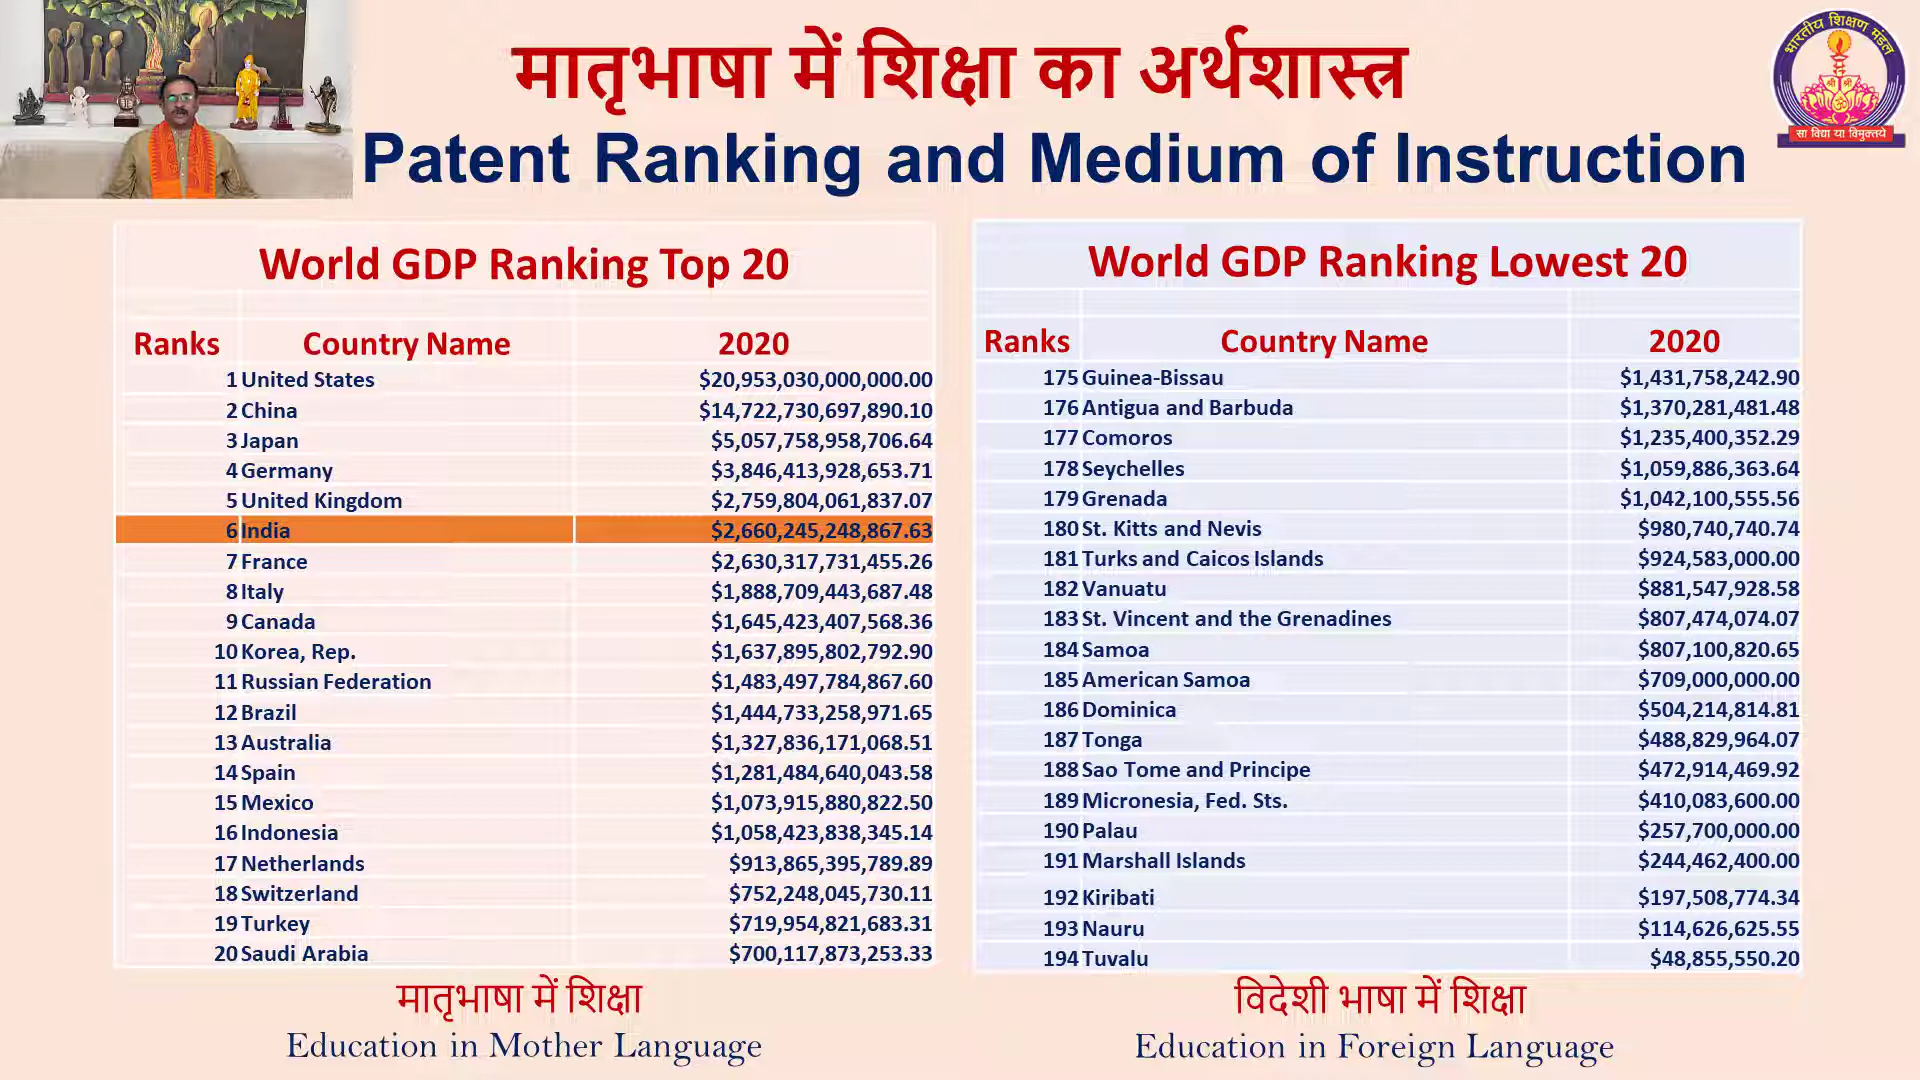 मातृभाषा में शिक्षा का अर्थशास्त्र
Patent Ranking and Medium of Instruction
भारतीय शिक्षण मंडल
सा विद्या या विमुक्तये
World GDP Ranking Top 20
Ranks Country Name 2020
1 United States $20,953,030,000,000.00
2 China $14,722,730,697,890.10
3 Japan $5,057,758,958,706.64
4 Germany $3,846,413,928,653.71
5 United Kingdom $2,759,804,061,837.07
6 India $2,660,245,248,867.63
7 France $2,630,317,731,455.26
8 Italy $1,888,709,443,687.48
9 Canada $1,645,423,407,568.36
10 Korea, Rep. $1,637,895,802,792.90
11 Russian Federation $1,483,497,784,867.60
12 Brazil $1,444,733,258,971.65
13 Australia $1,327,836,171,068.51
14 Spain $1,281,484,640,043.58
15 Mexico $1,073,915,880,822.50
16 Indonesia $1,058,423,838,345.14
17 Netherlands $913,865,395,789.89
18 Switzerland $752,248,045,730.11
19 Turkey $719,954,821,683.31
20 Saudi Arabia $700,117,873,253.33
मातृभाषा में शिक्षा
Education in Mother Language
World GDP Ranking Lowest 20
Ranks Country Name 2020
175 Guinea-Bissau $1,431,758,242.90
176 Antigua and Barbuda $1,370,281,481.48
177 Comoros $1,235,400,352.29
178 Seychelles $1,059,886,363.64
179 Grenada $1,042,100,555.56
180 St. Kitts and Nevis $980,740,740.74
181 Turks and Caicos Islands $924,583,000.00
182 Vanuatu $881,547,928.58
183 St. Vincent and the Grenadines $807,474,074.07
184 Samoa $807,100,820.65
185 American Samoa $709,000,000.00
186 Dominica $504,214,814.81
187 Tonga $488,829,964.07
188 Sao Tome and Principe $472,914,469.92
189 Micronesia, Fed. Sts. $410,083,600.00
190 Palau $257,700,000.00
191 Marshall Islands $244,462,400.00
192 Kiribati $197,508,774.34
193 Nauru $114,626,625.55
194 Tuvalu $48,855,550.20
विदेशी भाषा में शिक्षा
Education in Foreign Language